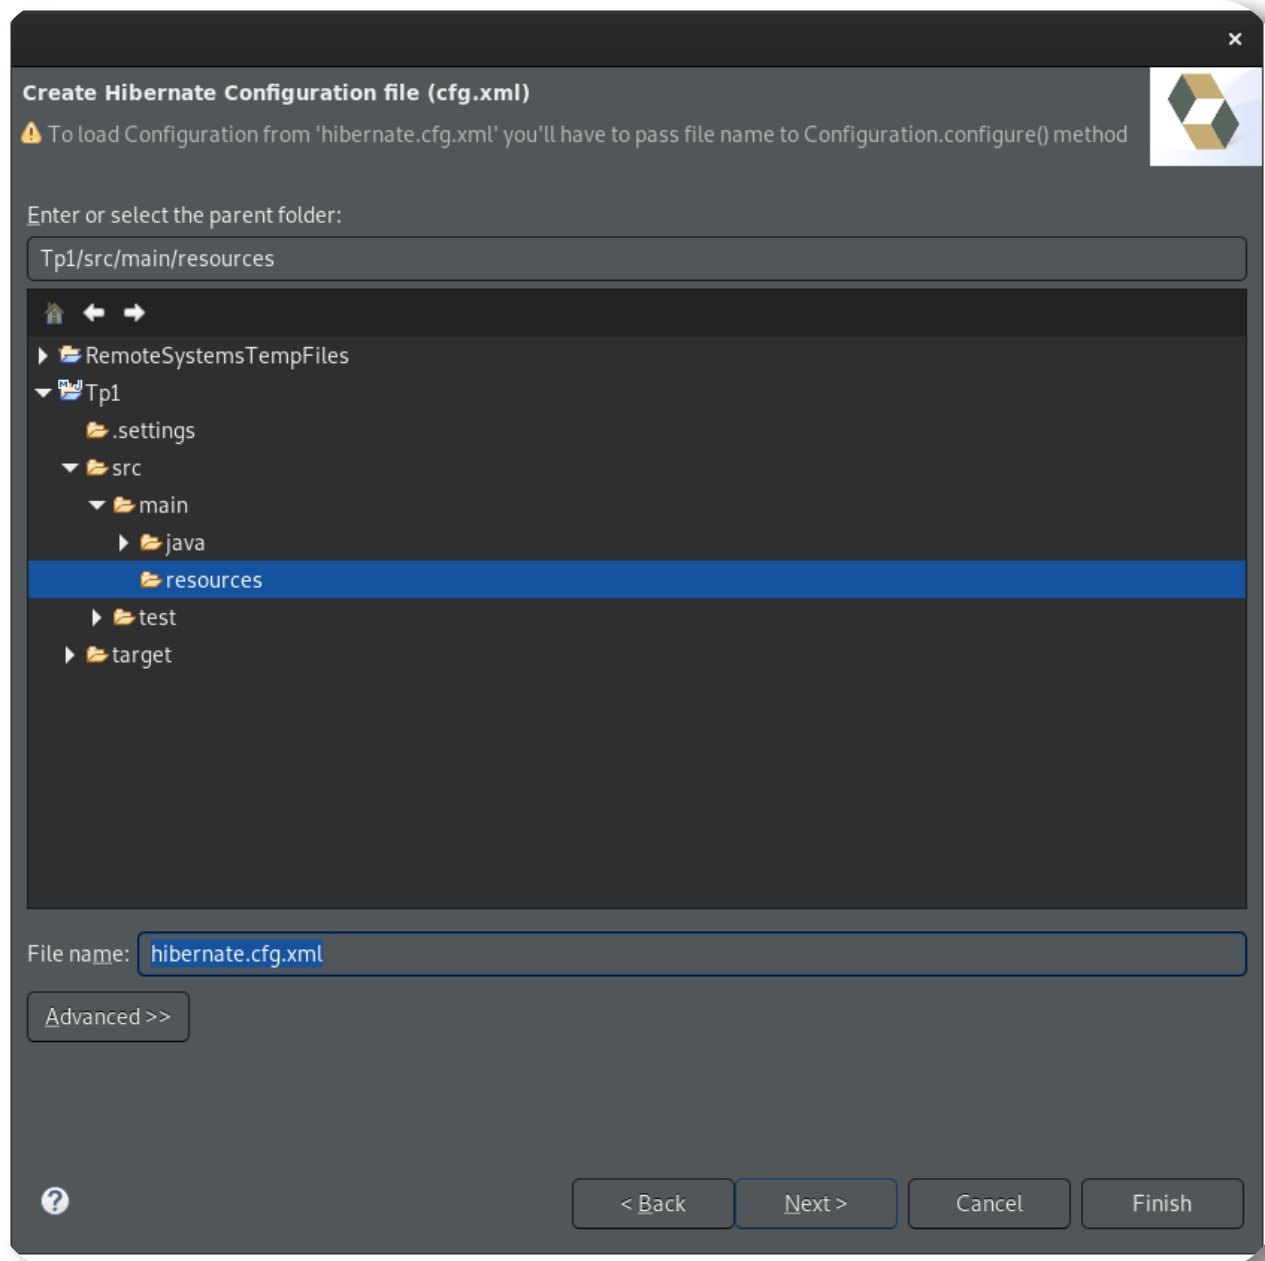 Create Hibernate Configuration file (cfg.xml)
To load Configuration from 'hibernate.cfg.xml' you'll have to pass file name to Configuration.configure() method
Enter or select the parent folder:
Tp1/src/main/resources
RemoteSystemsTempFiles
Tp1
.settings
src
main
java
resources
test
target
File name: hibernate.cfg.xml
Advanced >>
< Back Next > Cancel Finish